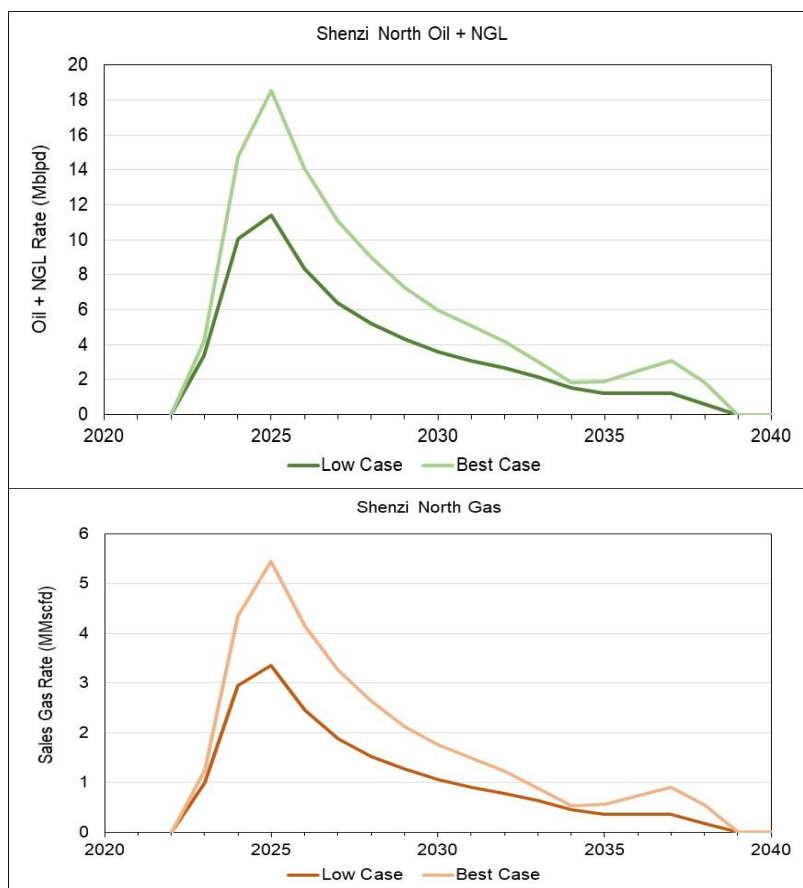 Shenzi North Oil + NGL
Oil + NGL Rate (Mblpd)
20
18
16
14
12
10
8
6
4
2
0
2020 2025 2030 2035 2040
Low Case Best Case
Shenzi North Gas
Sales Gas Rate (MMscfd)
6
5
4
3
2
1
0
2020 2025 2030 2035 2040
Low Case Best Case